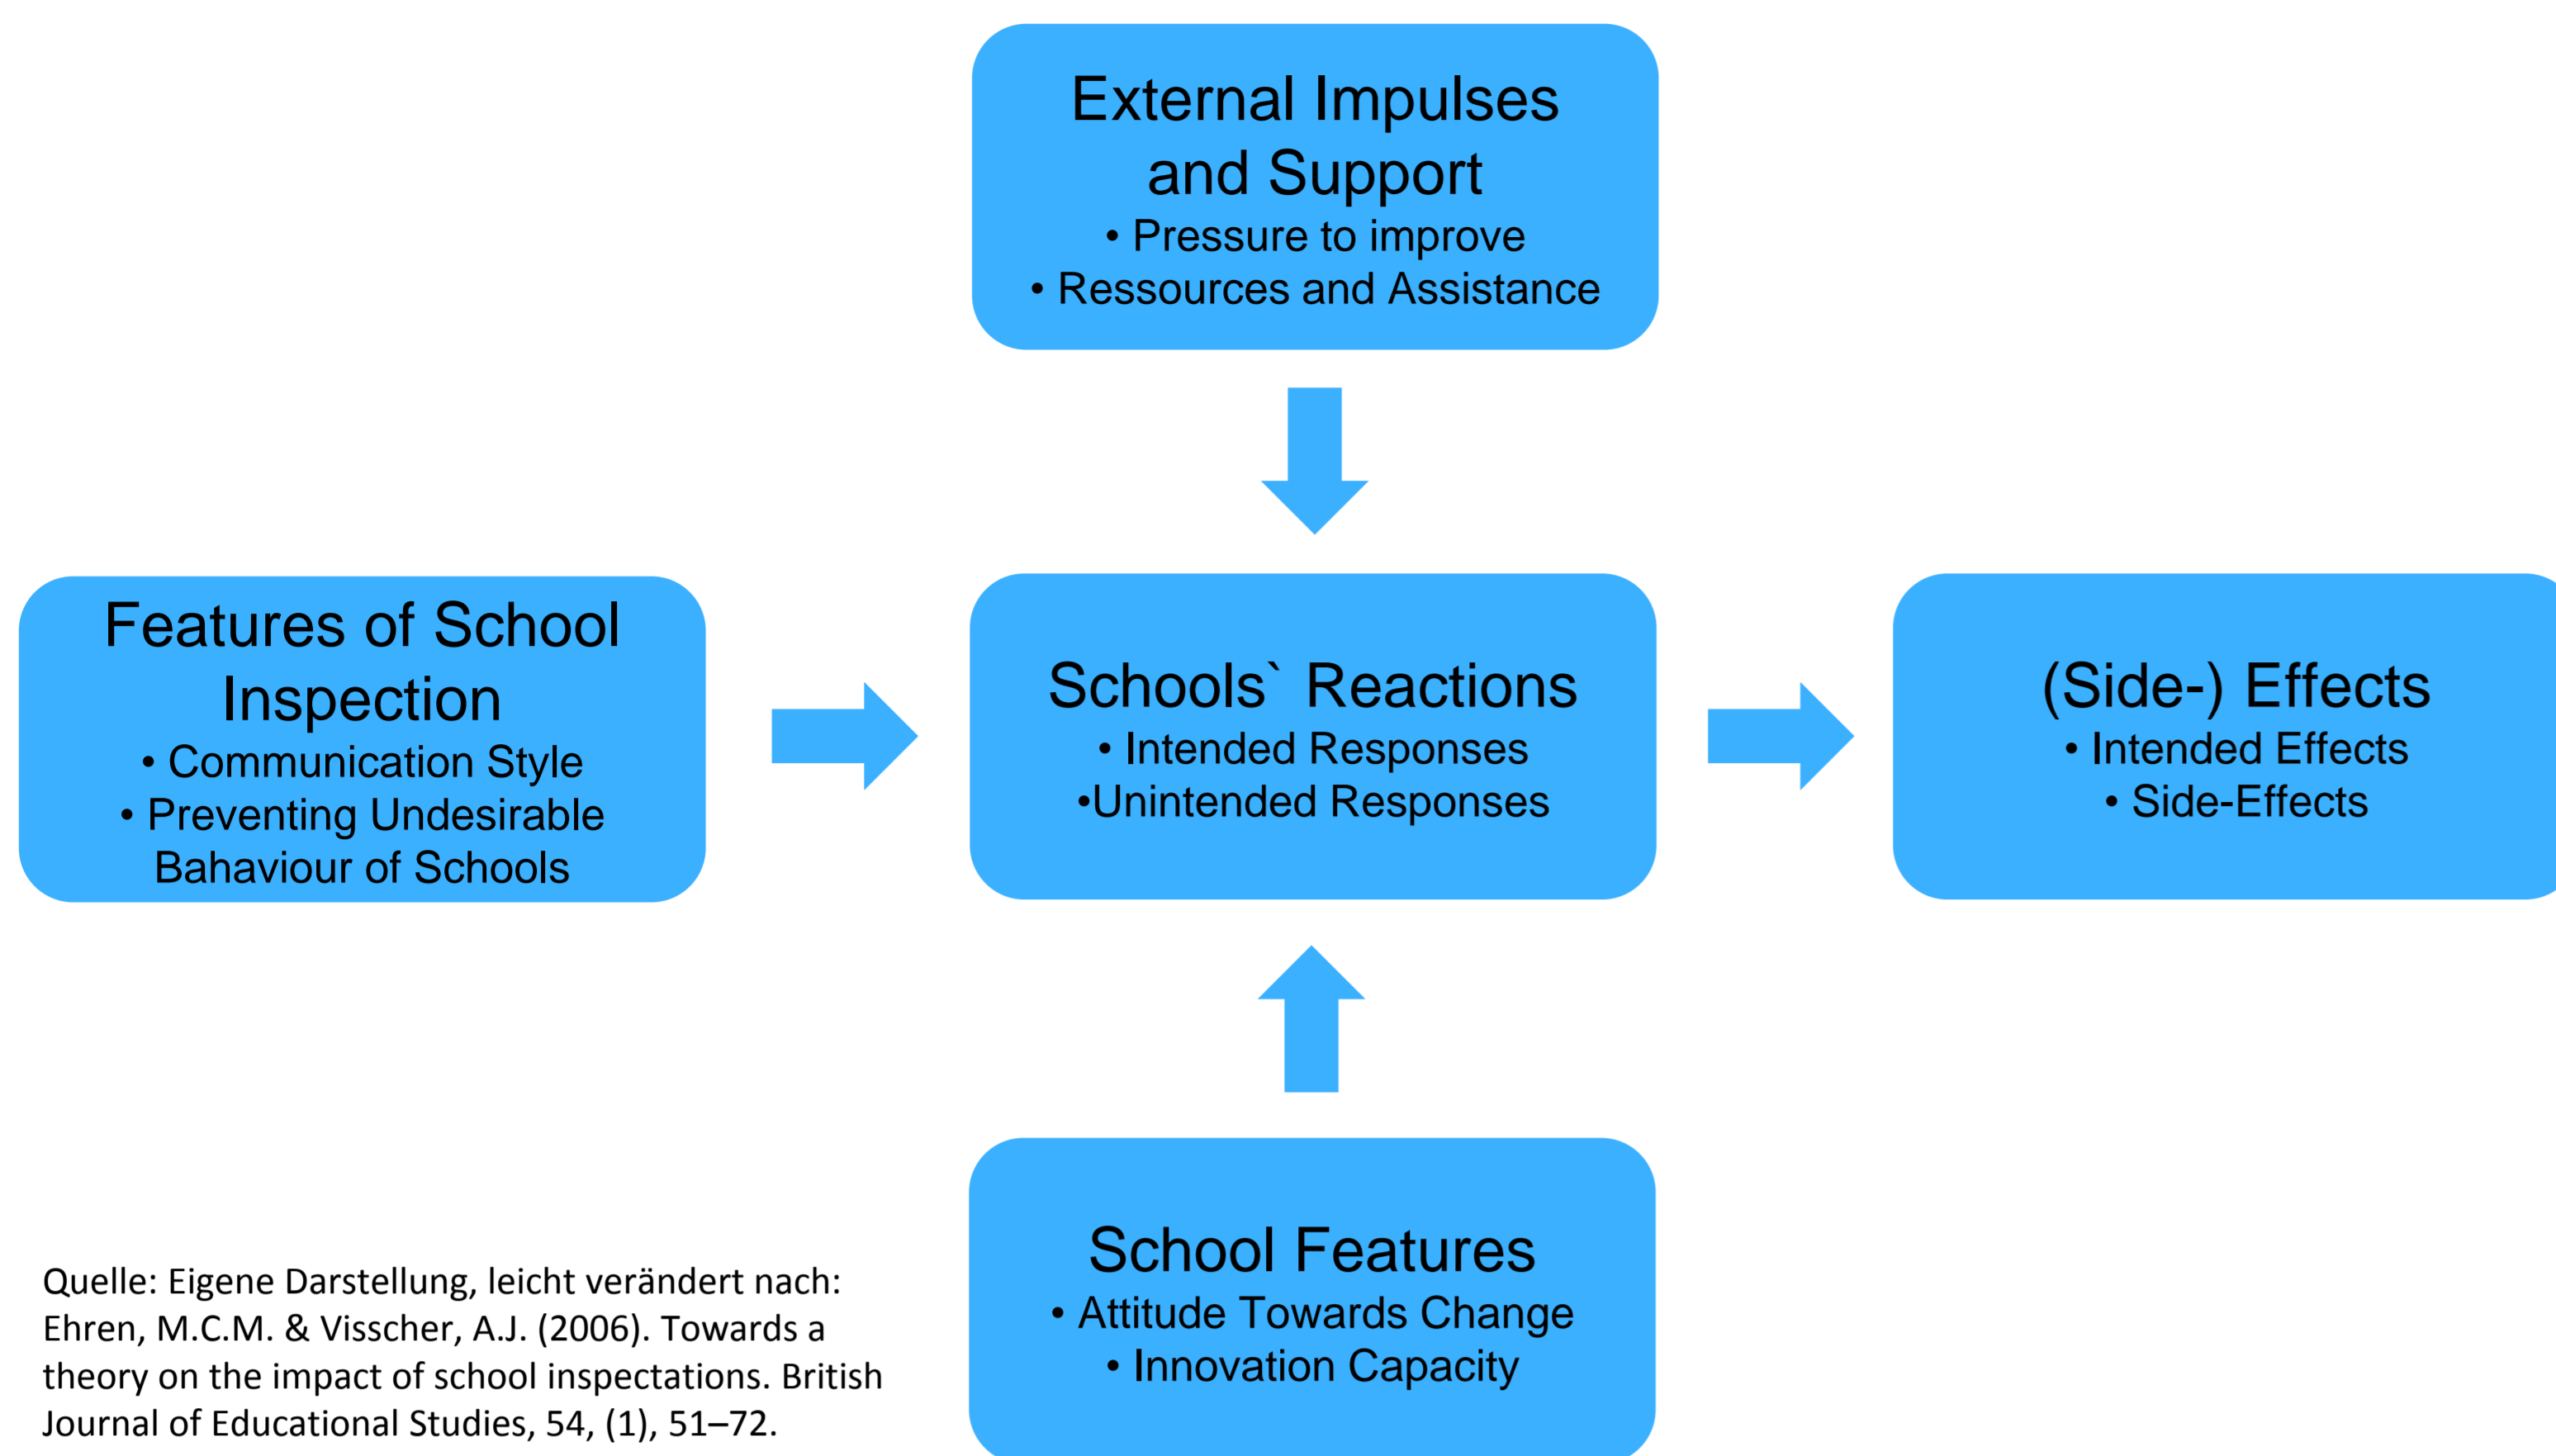 External Impulses
and Support
• Pressure to improve
• Ressources and Assistance
Features of School
Inspection
• Communication Style
• Preventing Undesirable
Bahaviour of Schools
Schools` Reactions
• Intended Responses
•Unintended Responses
(Side-) Effects
• Intended Effects
• Side-Effects
School Features
• Attitude Towards Change
• Innovation Capacity
Quelle: Eigene Darstellung, leicht verändert nach:
Ehren, M.C.M. & Visscher, A.J. (2006). Towards a
theory on the impact of school inspectations. British
Journal of Educational Studies, 54, (1), 51–72.